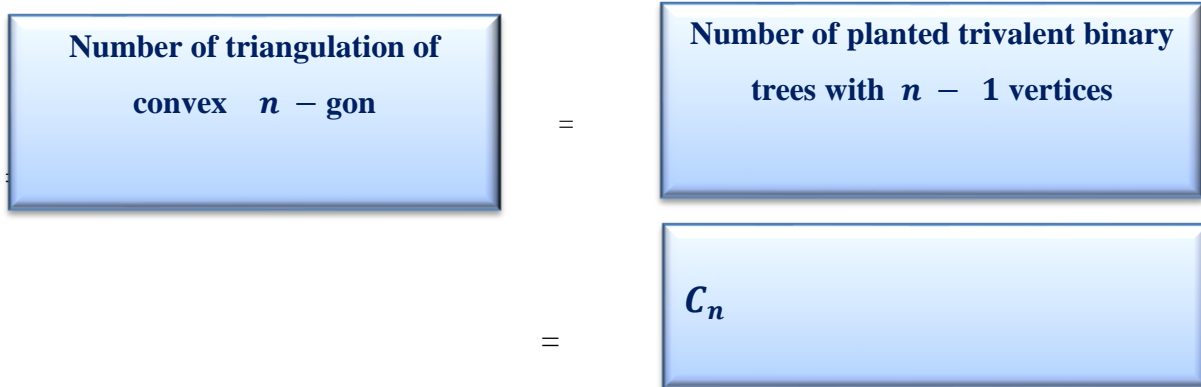 Number of triangulation of
convex n − gon
=
Number of planted trivalent binary
trees with n − 1 vertices
=
C_n